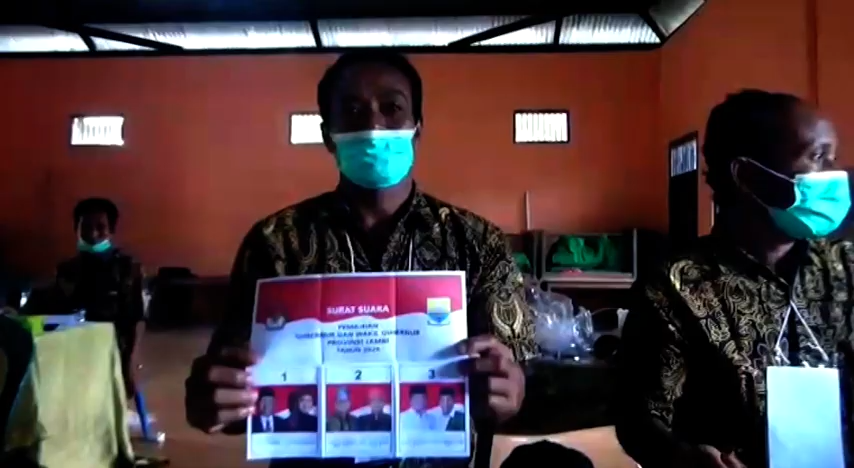 SURAT SUARA
PEMILIHAN
GUBERNUR DAN WAKIL GUBERNUR
PROVINSI JAMBI
TAHUN 2020
1 2 3